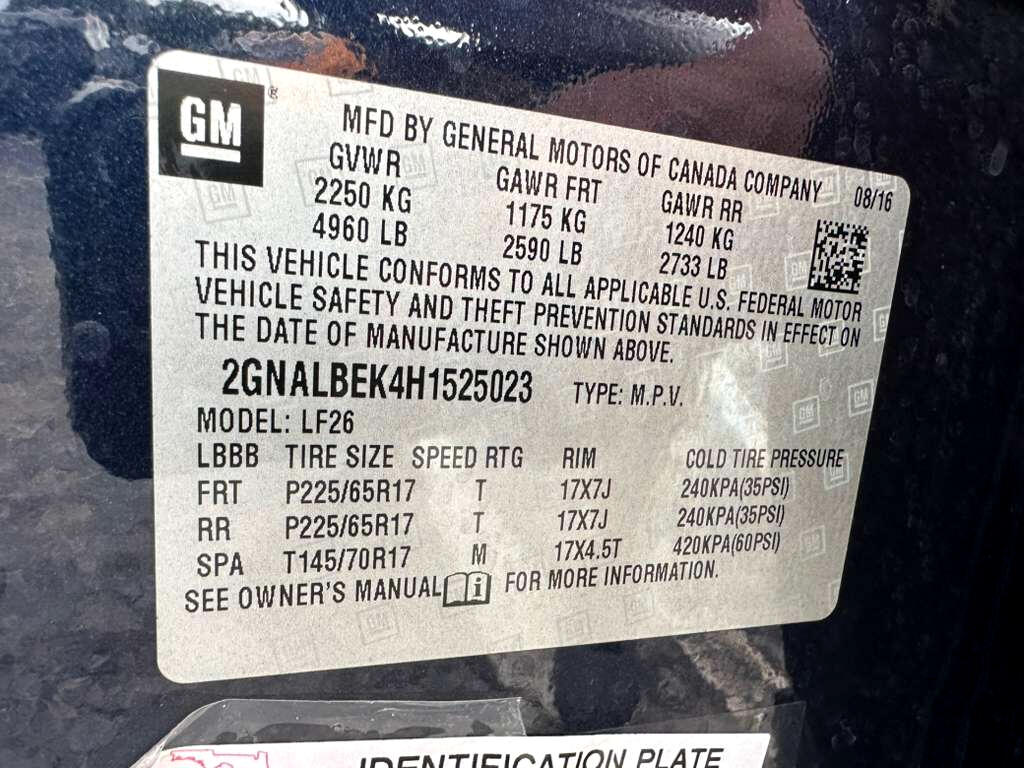 GM®
MFD BY GENERAL MOTORS OF CANADA COMPANY 08/16
GVWR GAWR FRT GAWR RR
2250 KG 1175 KG 1240 KG
4960 LB 2590 LB 2733 LB
THIS VEHICLE CONFORMS TO ALL APPLICABLE U.S. FEDERAL MOTOR
VEHICLE SAFETY AND THEFT PREVENTION STANDARDS IN EFFECT ON
THE DATE OF MANUFACTURE SHOWN ABOVE.
2GNALBEK4H1525023 TYPE: M.P.V.
MODEL: LF26
LBBB TIRE SIZE SPEED RTG RIM COLD TIRE PRESSURE
FRT P225/65R17 T 17X7J 240KPA(35PSI)
RR P225/65R17 T 17X7J 240KPA(35PSI)
SPA T145/70R17 M 17X4.5T 420KPA(60PSI)
SEE OWNER'S MANUAL FOR MORE INFORMATION.
IDENTIFICATION PLATE